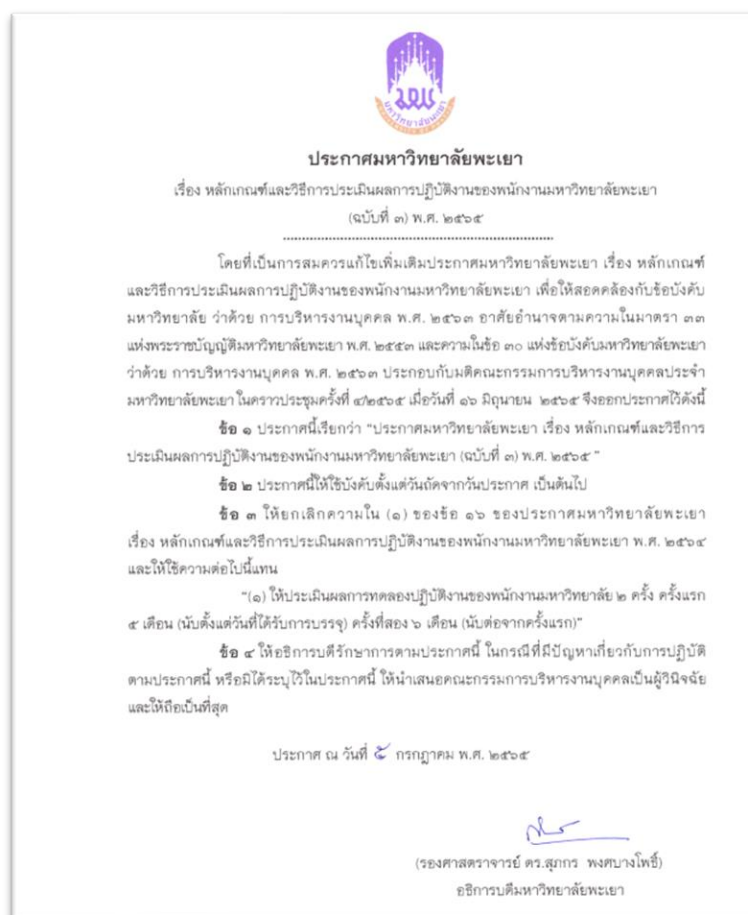 มพย
มหาวิทยาลัยพะเยา
UNIVERSITY OF PHAYAO
ประกาศมหาวิทยาลัยพะเยา
เรื่อง หลักเกณฑ์และวิธีการประเมินผลการปฏิบัติงานของพนักงานมหาวิทยาลัยพะเยา
(ฉบับที่ ๓) พ.ศ. ๒๕๖๕
โดยที่เป็นการสมควรแก้ไขเพิ่มเติมประกาศมหาวิทยาลัยพะเยา เรื่อง หลักเกณฑ์
และวิธีการประเมินผลการปฏิบัติงานของพนักงานมหาวิทยาลัยพะเยา เพื่อให้สอดคล้องกับข้อบังคับ
มหาวิทยาลัย ว่าด้วย การบริหารงานบุคคล พ.ศ. ๒๕๖๓ อาศัยอำนาจตามความในมาตรา ๓๓
แห่งพระราชบัญญัติมหาวิทยาลัยพะเยา พ.ศ. ๒๕๕๓ และความในข้อ ๓๐ แห่งข้อบังคับมหาวิทยาลัยพะเยา
ว่าด้วย การบริหารงานบุคคล พ.ศ. ๒๕๖๓ ประกอบกับมติคณะกรรมการบริหารงานบุคคลประจำ
มหาวิทยาลัยพะเยา ในคราวประชุมครั้งที่ ๔/๒๕๖๕ เมื่อวันที่ ๑๖ มิถุนายน ๒๕๖๕ จึงออกประกาศไว้ดังนี้
ข้อ ๑ ประกาศนี้เรียกว่า “ประกาศมหาวิทยาลัยพะเยา เรื่อง หลักเกณฑ์และวิธีการ
ประเมินผลการปฏิบัติงานของพนักงานมหาวิทยาลัยพะเยา (ฉบับที่ ๓) พ.ศ. ๒๕๖๕ ”
ข้อ ๒ ประกาศนี้ให้ใช้บังคับตั้งแต่วันถัดจากวันประกาศ เป็นต้นไป
ข้อ ๓ ให้ยกเลิกความใน (๑) ของข้อ ๑๖ ของประกาศมหาวิทยาลัยพะเยา
เรื่อง หลักเกณฑ์และวิธีการประเมินผลการปฏิบัติงานของพนักงานมหาวิทยาลัยพะเยา พ.ศ. ๒๕๖๔
และให้ใช้ความต่อไปนี้แทน
“(๑) ให้ประเมินผลการทดลองปฏิบัติงานของพนักงานมหาวิทยาลัย ๒ ครั้ง ครั้งแรก
๕ เดือน (นับตั้งแต่วันที่ได้รับการบรรจุ) ครั้งที่สอง ๖ เดือน (นับต่อจากครั้งแรก)”
ข้อ ๔ ให้อธิการบดีรักษาการตามประกาศนี้ ในกรณีที่มีปัญหาเกี่ยวกับการปฏิบัติ
ตามประกาศนี้ หรือมิได้ระบุไว้ในประกาศนี้ ให้นำเสนอคณะกรรมการบริหารงานบุคคลเป็นผู้วินิจฉัย
และให้ถือเป็นที่สุด
ประกาศ ณ วันที่ ๕ กรกฎาคม พ.ศ. ๒๕๖๕
(รองศาสตราจารย์ ดร.สุภกร พงศบางโพธิ์)
อธิการบดีมหาวิทยาลัยพะเยา